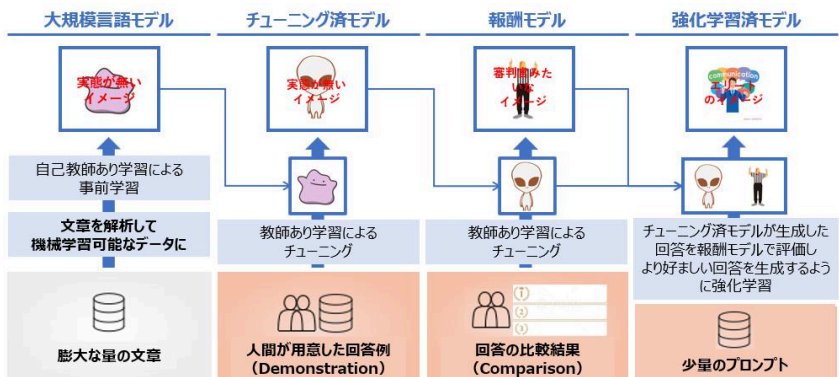 大規模言語モデル
チューニング済モデル
報酬モデル
強化学習済モデル
実態が無い
イメージ
実態が無い
イメージ
審判官みた
いな
イメージ
communication
エリート
のイメージ
自己教師あり学習による
事前学習
文章を解析して
機械学習可能なデータに
膨大な量の文章
教師あり学習による
チューニング
人間が用意した回答例
(Demonstration)
教師あり学習による
チューニング
1
2
3
回答の比較結果
(Comparison)
チューニング済モデルが生成した
回答を報酬モデルで評価し
より好ましい回答を生成するよう
に強化学習
少量のプロンプト